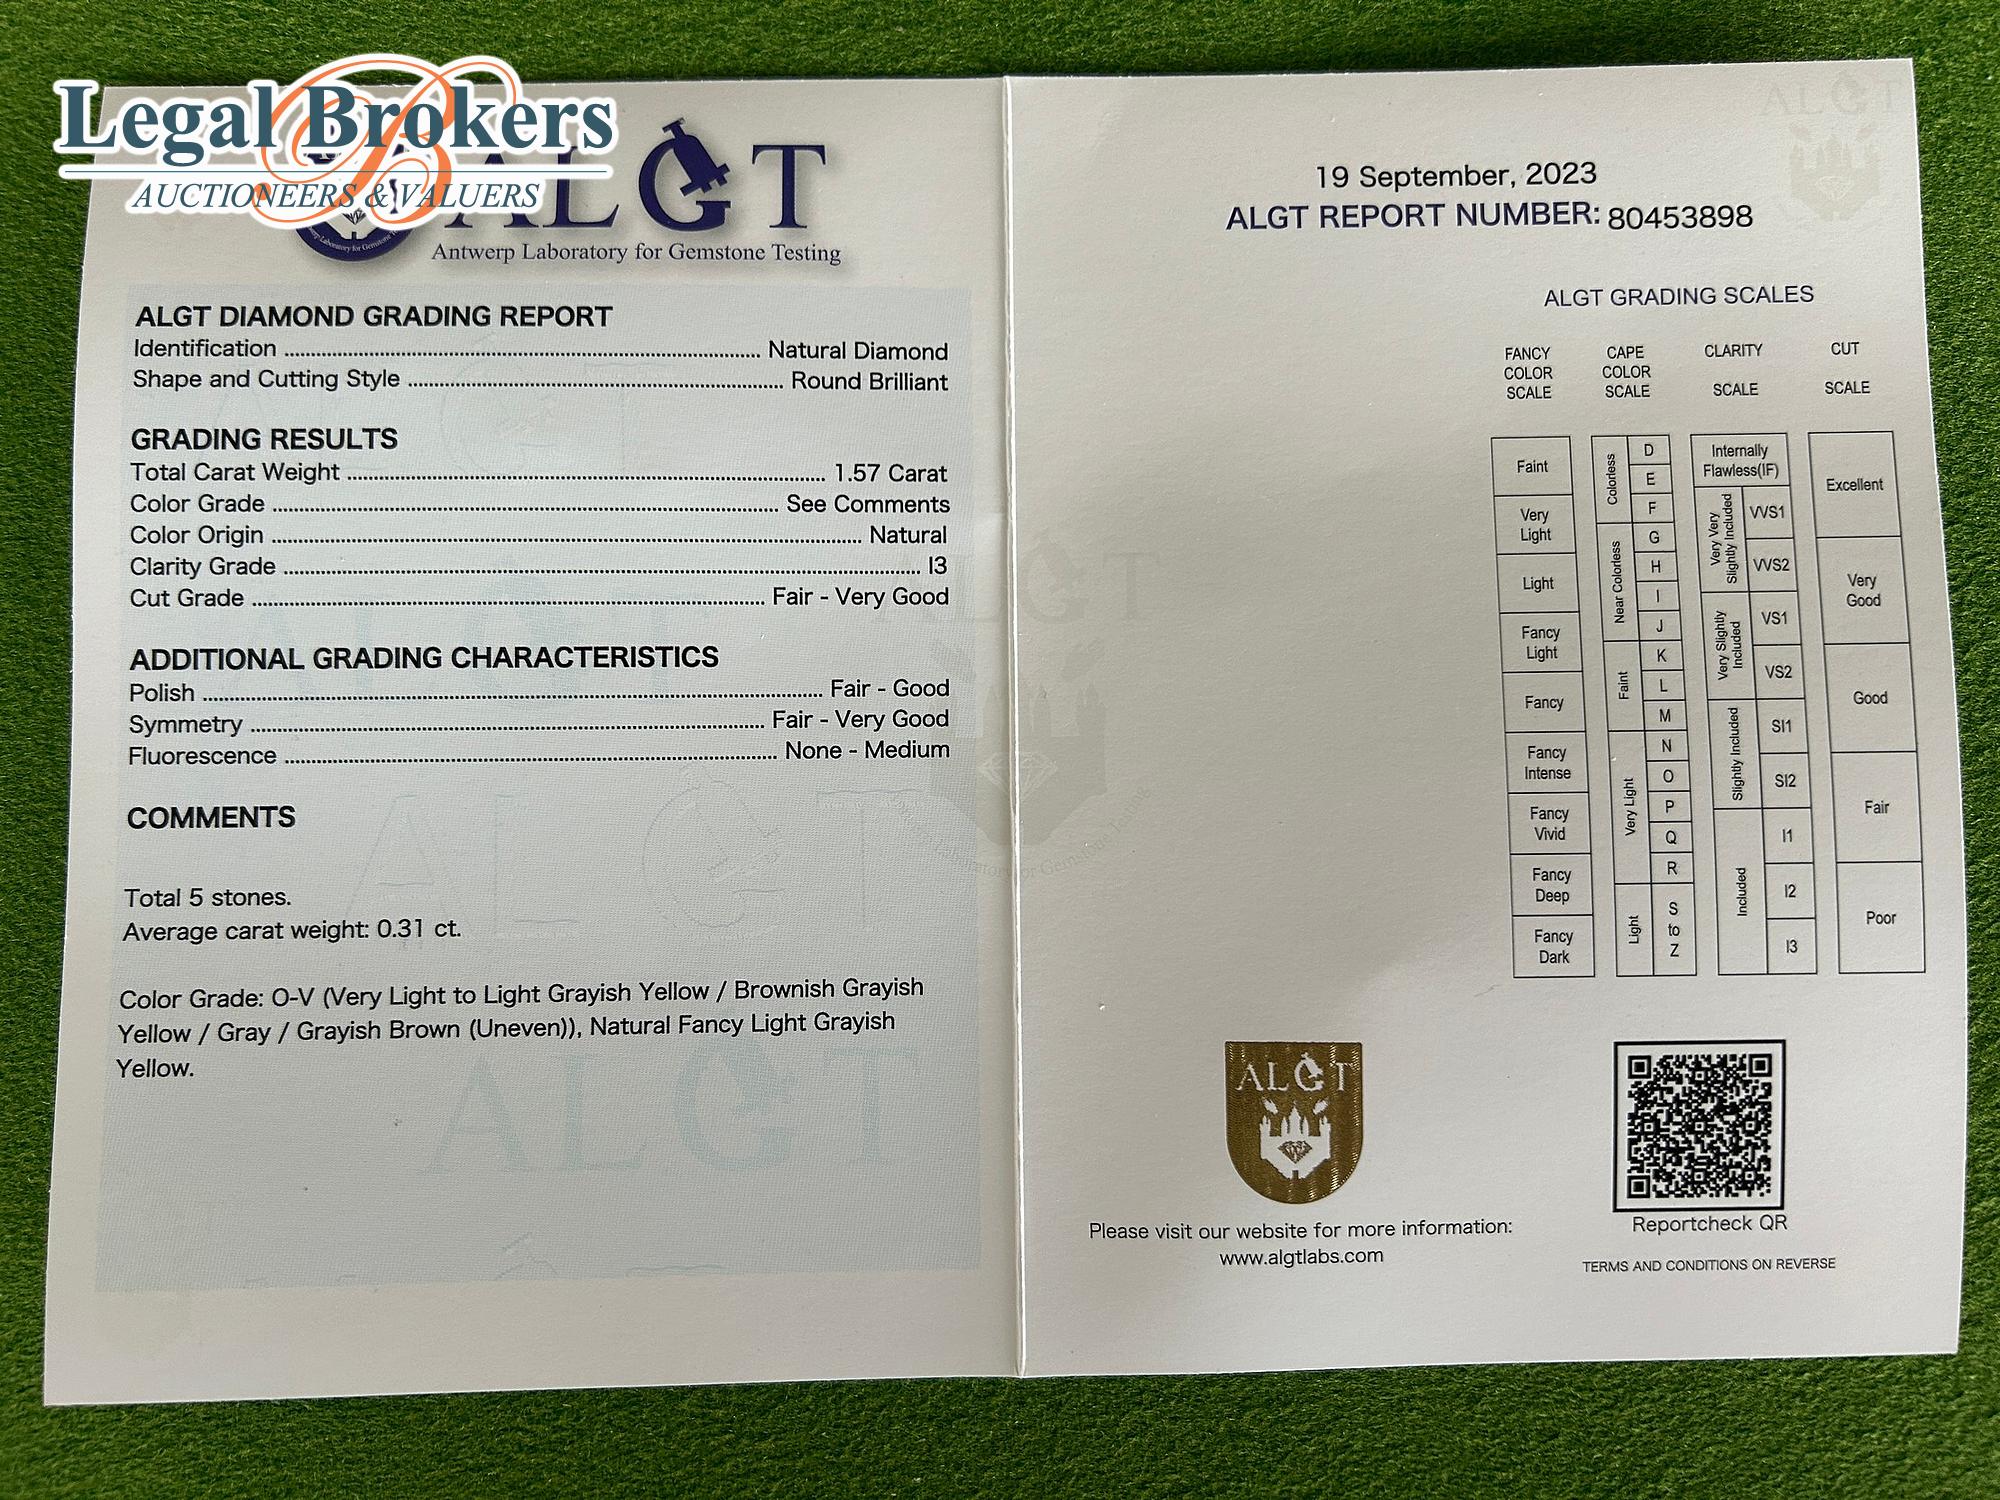 Legal Brokers
AUCTIONEERS & VALUERS
ALGT
Antwerp Laboratory for Gemstone Testing
ALGT DIAMOND GRADING REPORT
Identification ........ Natural Diamond
Shape and Cutting Style ........ Round Brilliant
GRADING RESULTS
Total Carat Weight ........ 1.57 Carat
Color Grade ........ See Comments
Color Origin ........ Natural
Clarity Grade ........ I3
Cut Grade ........ Fair - Very Good
ADDITIONAL GRADING CHARACTERISTICS
Polish ........ Fair - Good
Symmetry ........ Fair - Very Good
Fluorescence ........ None - Medium
COMMENTS
Total 5 stones.
Average carat weight: 0.31 ct.
Color Grade: O-V (Very Light to Light Grayish Yellow / Brownish Grayish
Yellow / Gray / Grayish Brown (Uneven)), Natural Fancy Light Grayish
Yellow.
19 September, 2023
ALGT REPORT NUMBER: 80453898
ALGT GRADING SCALES
FANCY
COLOR
SCALE
Faint
Very
Light
Light
Fancy
Light
Fancy
Fancy
Intense
Fancy
Vivid
Fancy
Deep
Fancy
Dark
CAPE
COLOR
SCALE
Colorless
D
E
F
Near Colorless
G
H
I
J
Faint
K
L
M
Very Light
N
O
P
Q
R
Light
S
to
Z
CLARITY
SCALE
Internally
Flawless(IF)
Very Very
Slightly Included
VVS1
VVS2
Very Slightly
Included
VS1
VS2
Slightly Included
SI1
SI2
Included
I1
I2
I3
CUT
SCALE
Excellent
Very
Good
Good
Fair
Poor
ALGT
Please visit our website for more information:
www.algtlabs.com
Reportcheck QR
TERMS AND CONDITIONS ON REVERSE